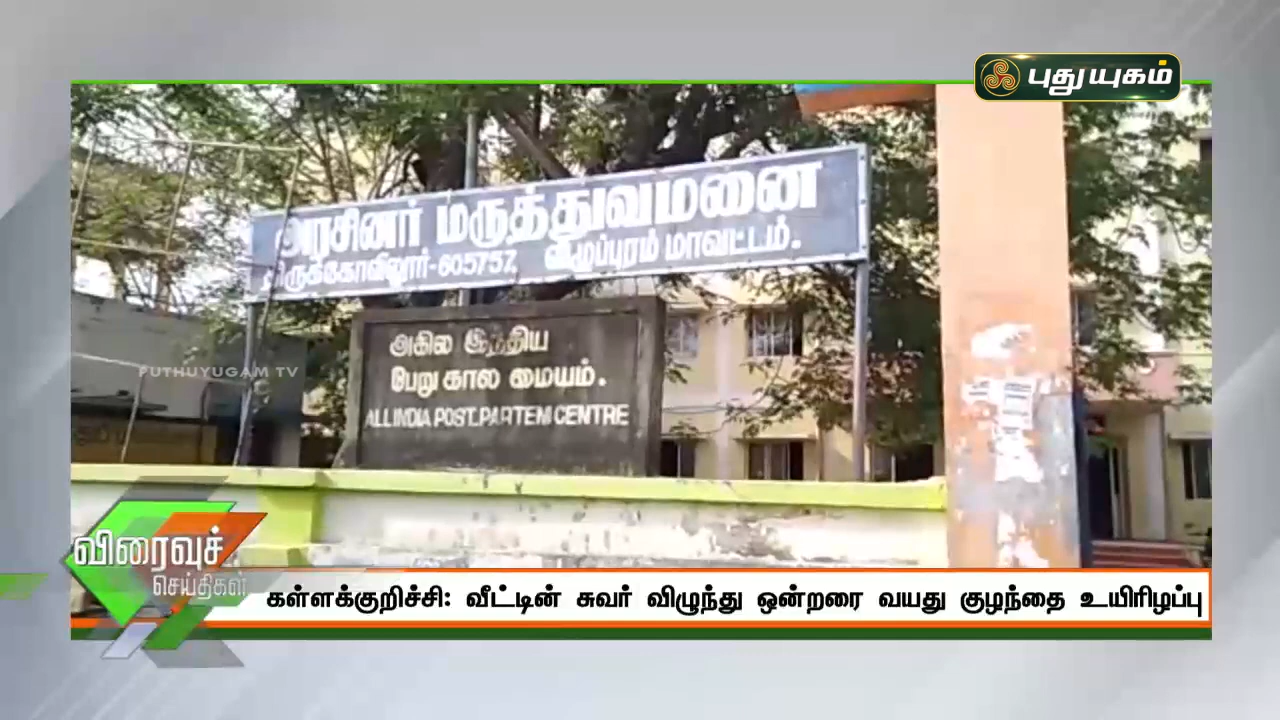 புதுயுகம்
அரசினர் மருத்துவமனை
திருக்கோவிலூர்-605757, விழுப்புரம் மாவட்டம்.
அகில இந்திய
பேறு கால மையம்.
ALL INDIA POST.PARTEM CENTRE
PUTHUYUGAM TV
விரைவுச்
செய்திகள்
கள்ளக்குறிச்சி: வீட்டின் சுவர் விழுந்து ஒன்றரை வயது குழந்தை உயிரிழப்பு